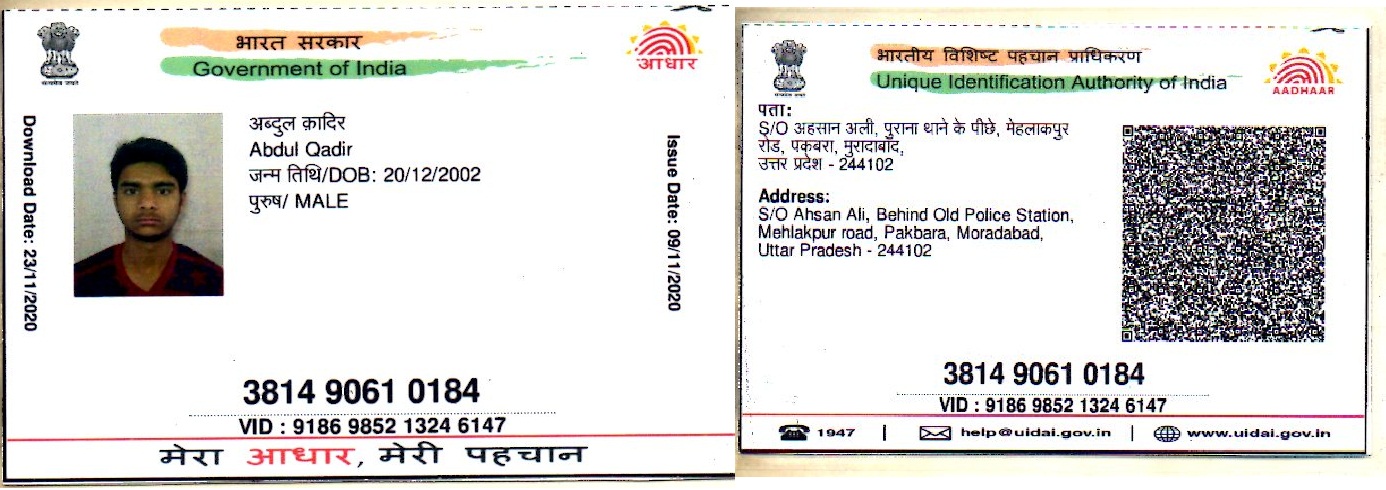 भारत सरकार
Government of India
आधार
Download Date: 23/11/2020
अब्दुल क़ादिर
Abdul Qadir
जन्म तिथि/DOB: 20/12/2002
पुरुष/ MALE
Issue Date: 09/11/2020
3814 9061 0184
VID : 9186 9852 1324 6147
मेरा आधार, मेरी पहचान
भारतीय विशिष्ट पहचान प्राधिकरण
Unique Identification Authority of India
AADHAAR
पता:
S/O अहसान अली, पुराना थाने के पीछे, मेहलाकपुर
रोड, पकबरा, मुरादाबाद,
उत्तर प्रदेश - 244102
Address:
S/O Ahsan Ali, Behind Old Police Station,
Mehlakpur road, Pakbara, Moradabad,
Uttar Pradesh - 244102
3814 9061 0184
VID : 9186 9852 1324 6147
1947 | help@uidai.gov.in | www.uidai.gov.in